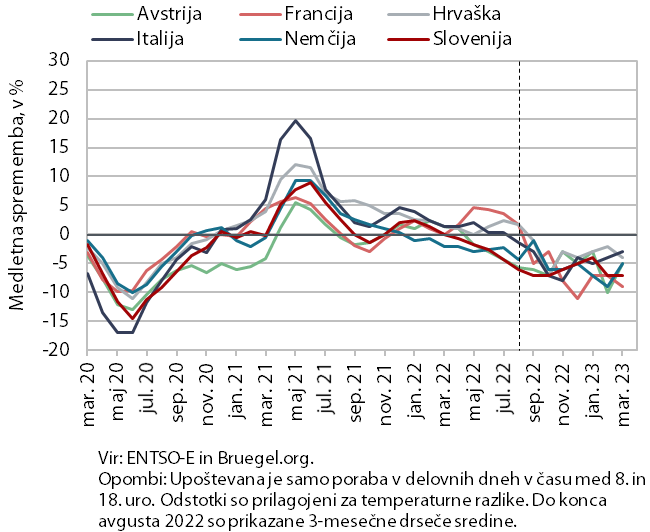 Avstrija Francija Hrvaška
Italija Nemčija Slovenija
Medletna sprememba, v %
30
25
20
15
10
5
0
-5
-10
-15
-20
mar. 20
maj 20
jul. 20
sep. 20
nov. 20
jan. 21
mar. 21
maj 21
jul. 21
sep. 21
nov. 21
jan. 22
mar. 22
maj 22
jul. 22
sep. 22
nov. 22
jan. 23
mar. 23
Vir: ENTSO-E in Bruegel.org.
Opombi: Upoštevana je samo poraba v delovnih dneh v času med 8. in
18. uro. Odstotki so prilagojeni za temperaturne razlike. Do konca
avgusta 2022 so prikazane 3-mesečne drseče sredine.